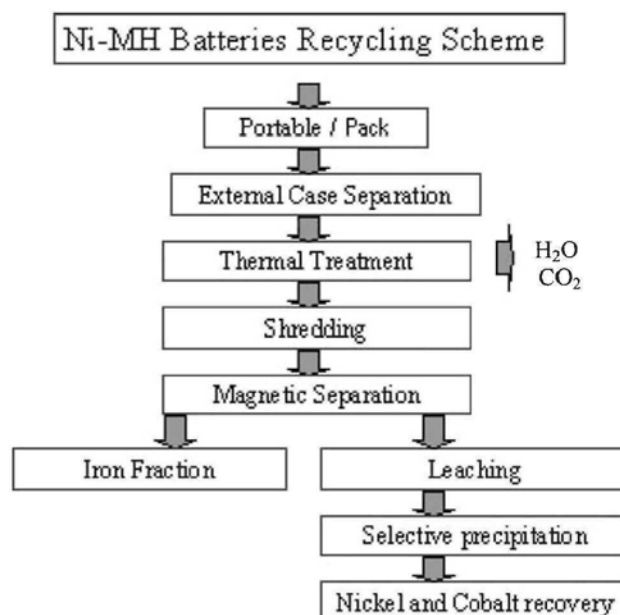 Ni-MH Batteries Recycling Scheme
Portable / Pack
External Case Separation
Thermal Treatment
H₂O
CO₂
Shredding
Magnetic Separation
Iron Fraction
Leaching
Selective precipitation
Nickel and Cobalt recovery